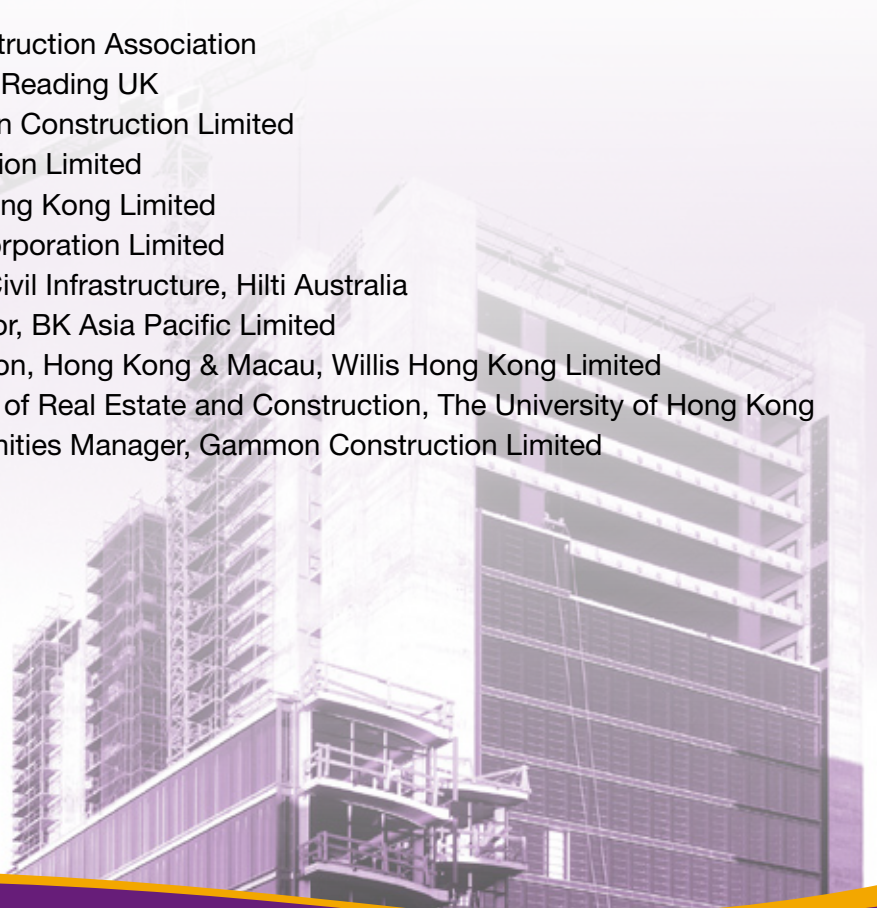 truction Association
Reading UK
n Construction Limited
ion Limited
ng Kong Limited
orporation Limited
Civil Infrastructure, Hilti Australia
or, BK Asia Pacific Limited
on, Hong Kong & Macau, Willis Hong Kong Limited
of Real Estate and Construction, The University of Hong Kong
nities Manager, Gammon Construction Limited